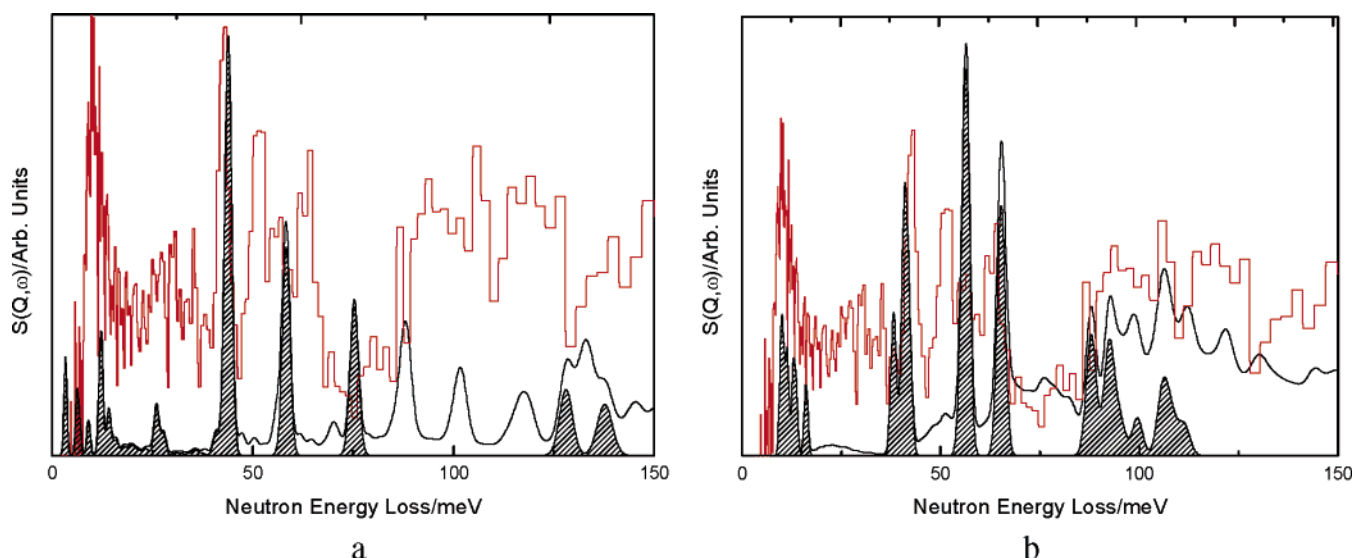 S(Q,ω)/Arb. Units
0 50 100 150
Neutron Energy Loss/meV
a
S(Q,ω)/Arb. Units
0 50 100 150
Neutron Energy Loss/meV
b